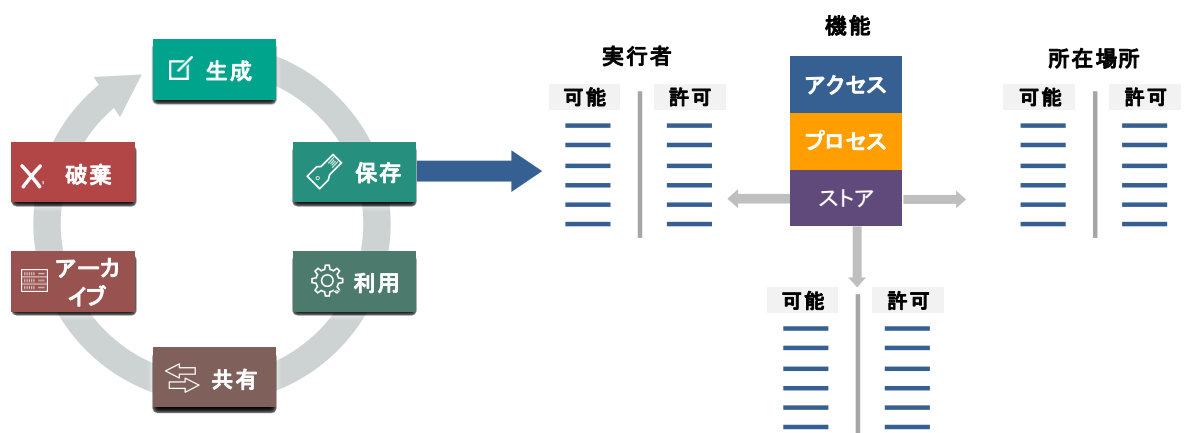 生成
保存
利用
共有
アーカ
イブ
破棄
実行者
可能
許可
機能
アクセス
プロセス
ストア
可能
許可
所在場所
可能
許可